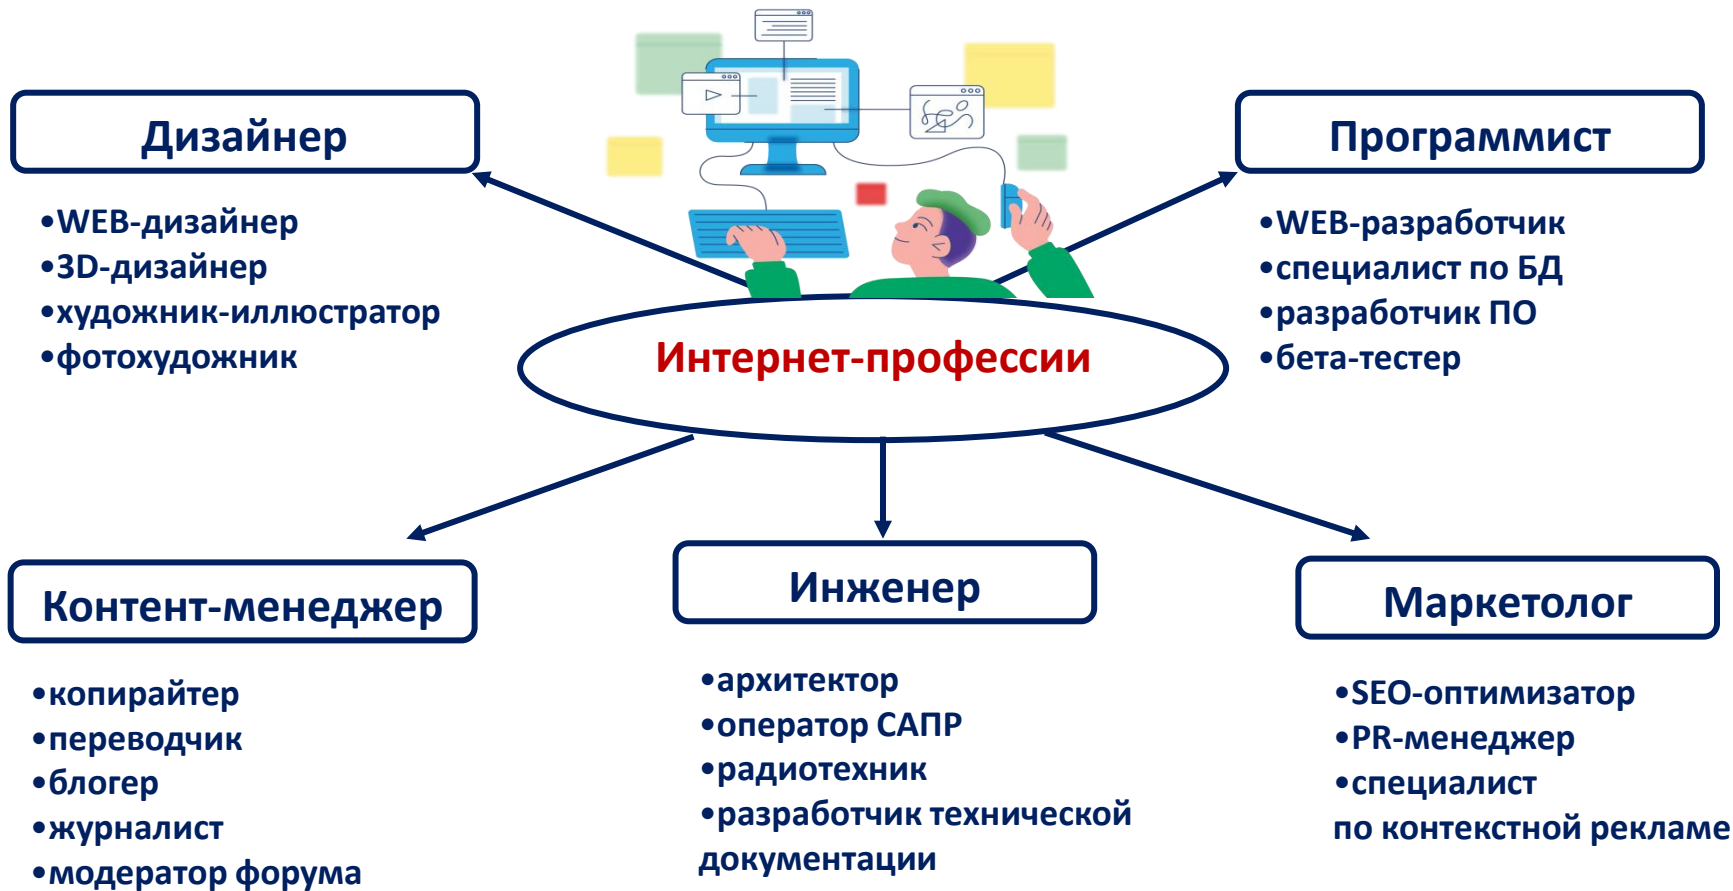 Дизайнер
•WEB-дизайнер
•3D-дизайнер
•художник-иллюстратор
•фотохудожник
Программист
•WEB-разработчик
•специалист по БД
•разработчик ПО
•бета-тестер
Интернет-профессии
Контент-менеджер
•копирайтер
•переводчик
•блогер
•журналист
•модератор форума
Инженер
•архитектор
•оператор САПР
•радиотехник
•разработчик технической
документации
Маркетолог
•SEO-оптимизатор
•PR-менеджер
•специалист
по контекстной рекламе